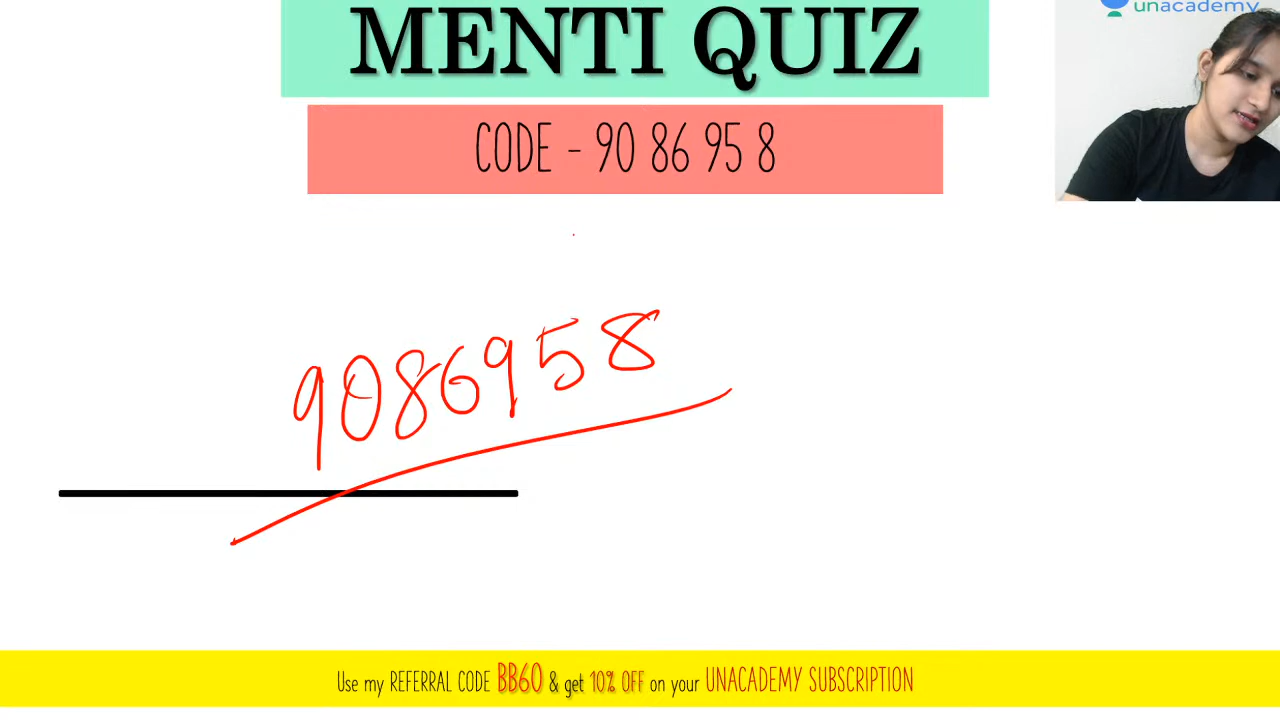 unacademy
MENTI QUIZ
CODE - 90 86 95 8
9086958
Use my REFERRAL CODE BB60 & get 10% OFF on your UNACADEMY SUBSCRIPTION